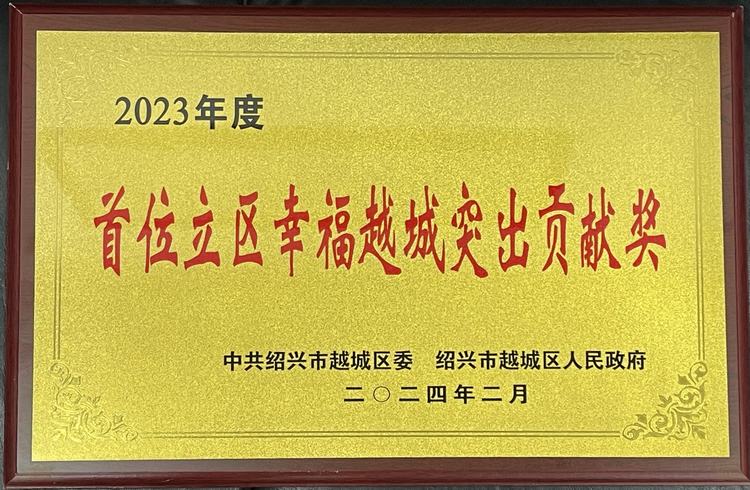 2023年度
首位立区幸福越城突出贡献奖
中共绍兴市越城区委 绍兴市越城区人民政府
二〇二四年二月